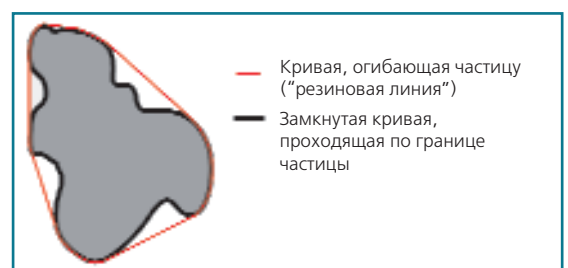 Кривая, огибающая частицу
(“резиновая линия”)
Замкнутая кривая,
проходящая по границе
частицы